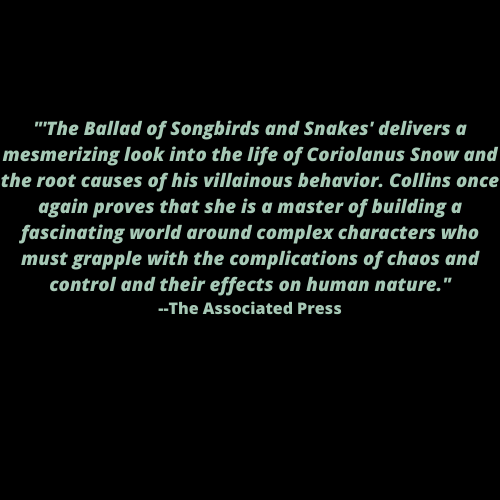 "'The Ballad of Songbirds and Snakes' delivers a
mesmerizing look into the life of Coriolanus Snow and
the root causes of his villainous behavior. Collins once
again proves that she is a master of building a
fascinating world around complex characters who
must grapple with the complications of chaos and
control and their effects on human nature."
--The Associated Press